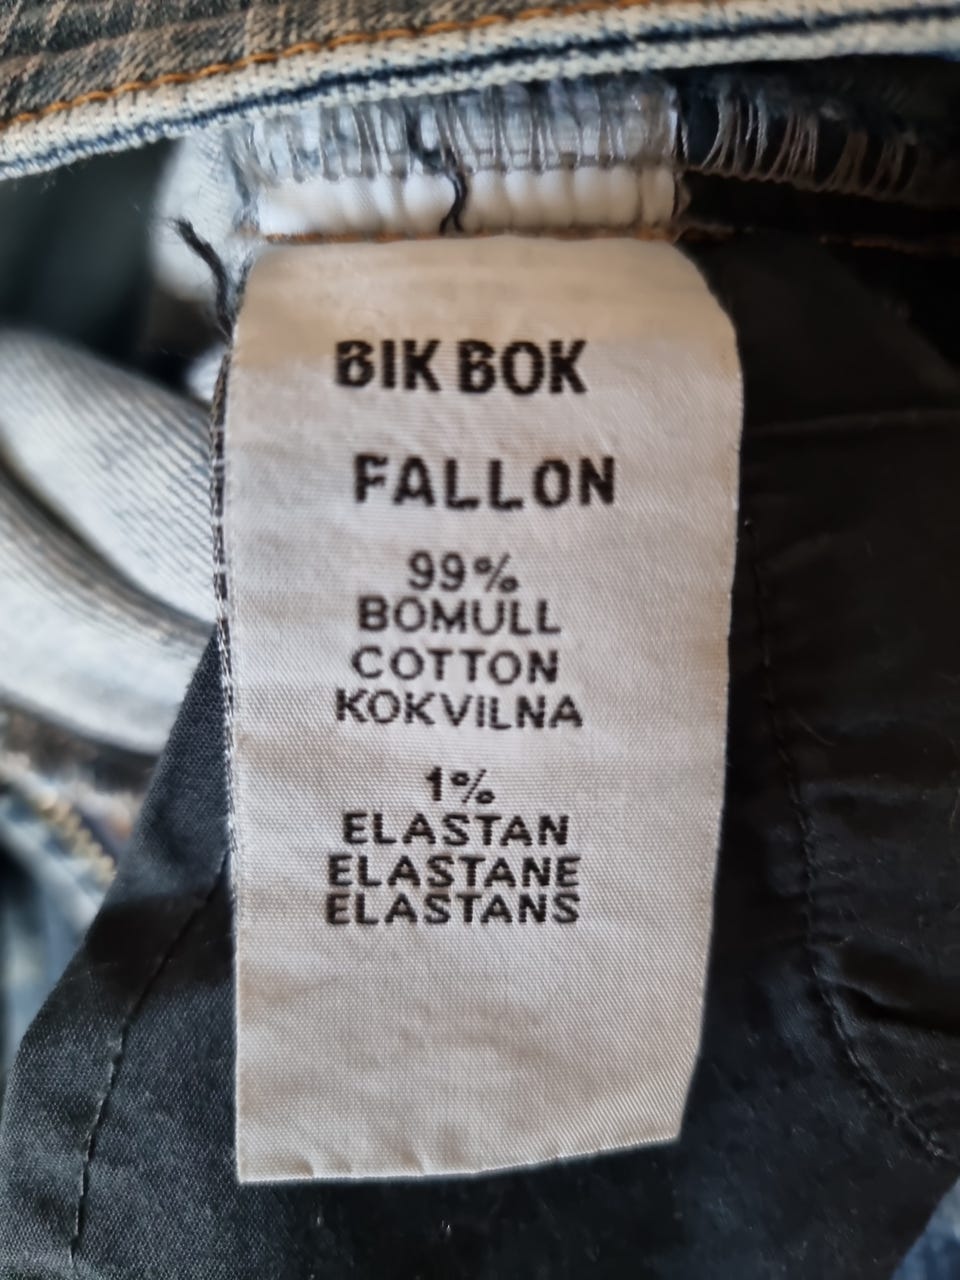 BIK BOK
FALLON
99%
BOMULL
COTTON
KOKVILNA
1%
ELASTAN
ELASTANE
ELASTANS